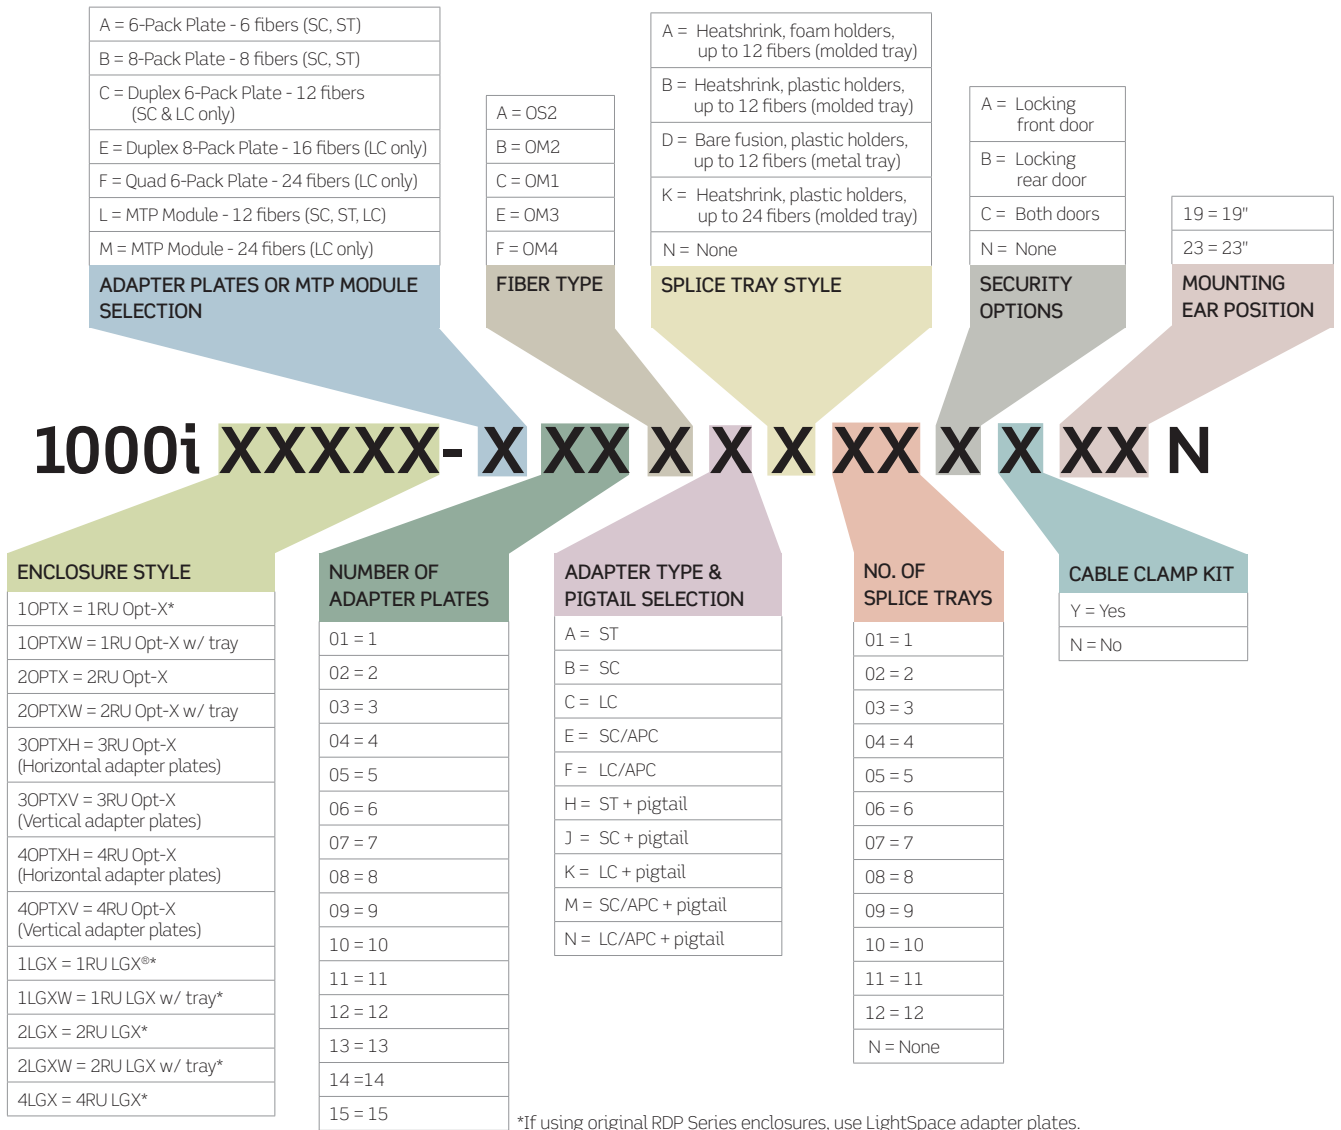 A = 6-Pack Plate - 6 fibers (SC, ST)
B = 8-Pack Plate - 8 fibers (SC, ST)
C = Duplex 6-Pack Plate - 12 fibers
(SC & LC only)
E = Duplex 8-Pack Plate - 16 fibers (LC only)
F = Quad 6-Pack Plate - 24 fibers (LC only)
L = MTP Module - 12 fibers (SC, ST, LC)
M = MTP Module - 24 fibers (LC only)
ADAPTER PLATES OR MTP MODULE
SELECTION
A = OS2
B = OM2
C = OM1
E = OM3
F = OM4
FIBER TYPE
A = Heatshrink, foam holders,
up to 12 fibers (molded tray)
B = Heatshrink, plastic holders,
up to 12 fibers (molded tray)
D = Bare fusion, plastic holders,
up to 12 fibers (metal tray)
K = Heatshrink, plastic holders,
up to 24 fibers (molded tray)
N = None
SPLICE TRAY STYLE
A = Locking
front door
B = Locking
rear door
C = Both doors
N = None
SECURITY
OPTIONS
19 = 19"
23 = 23"
MOUNTING
EAR POSITION
1000i XXXXX- X XX X X X XX X X XX N
ENCLOSURE STYLE
1OPTX = 1RU Opt-X*
1OPTXW = 1RU Opt-X w/ tray
2OPTX = 2RU Opt-X
2OPTXW = 2RU Opt-X w/ tray
3OPTXH = 3RU Opt-X
(Horizontal adapter plates)
3OPTXV = 3RU Opt-X
(Vertical adapter plates)
4OPTXH = 4RU Opt-X
(Horizontal adapter plates)
4OPTXV = 4RU Opt-X
(Vertical adapter plates)
1LGX = 1RU LGX®*
1LGXW = 1RU LGX w/ tray*
2LGX = 2RU LGX*
2LGXW = 2RU LGX w/ tray*
4LGX = 4RU LGX*
NUMBER OF
ADAPTER PLATES
01 = 1
02 = 2
03 = 3
04 = 4
05 = 5
06 = 6
07 = 7
08 = 8
09 = 9
10 = 10
11 = 11
12 = 12
13 = 13
14 =14
15 = 15
ADAPTER TYPE &
PIGTAIL SELECTION
A = ST
B = SC
C = LC
E = SC/APC
F = LC/APC
H = ST + pigtail
J = SC + pigtail
K = LC + pigtail
M = SC/APC + pigtail
N = LC/APC + pigtail
NO. OF
SPLICE TRAYS
01 = 1
02 = 2
03 = 3
04 = 4
05 = 5
06 = 6
07 = 7
08 = 8
09 = 9
10 = 10
11 = 11
12 = 12
N = None
CABLE CLAMP KIT
Y = Yes
N = No
*If using original RDP Series enclosures, use LightSpace adapter plates.